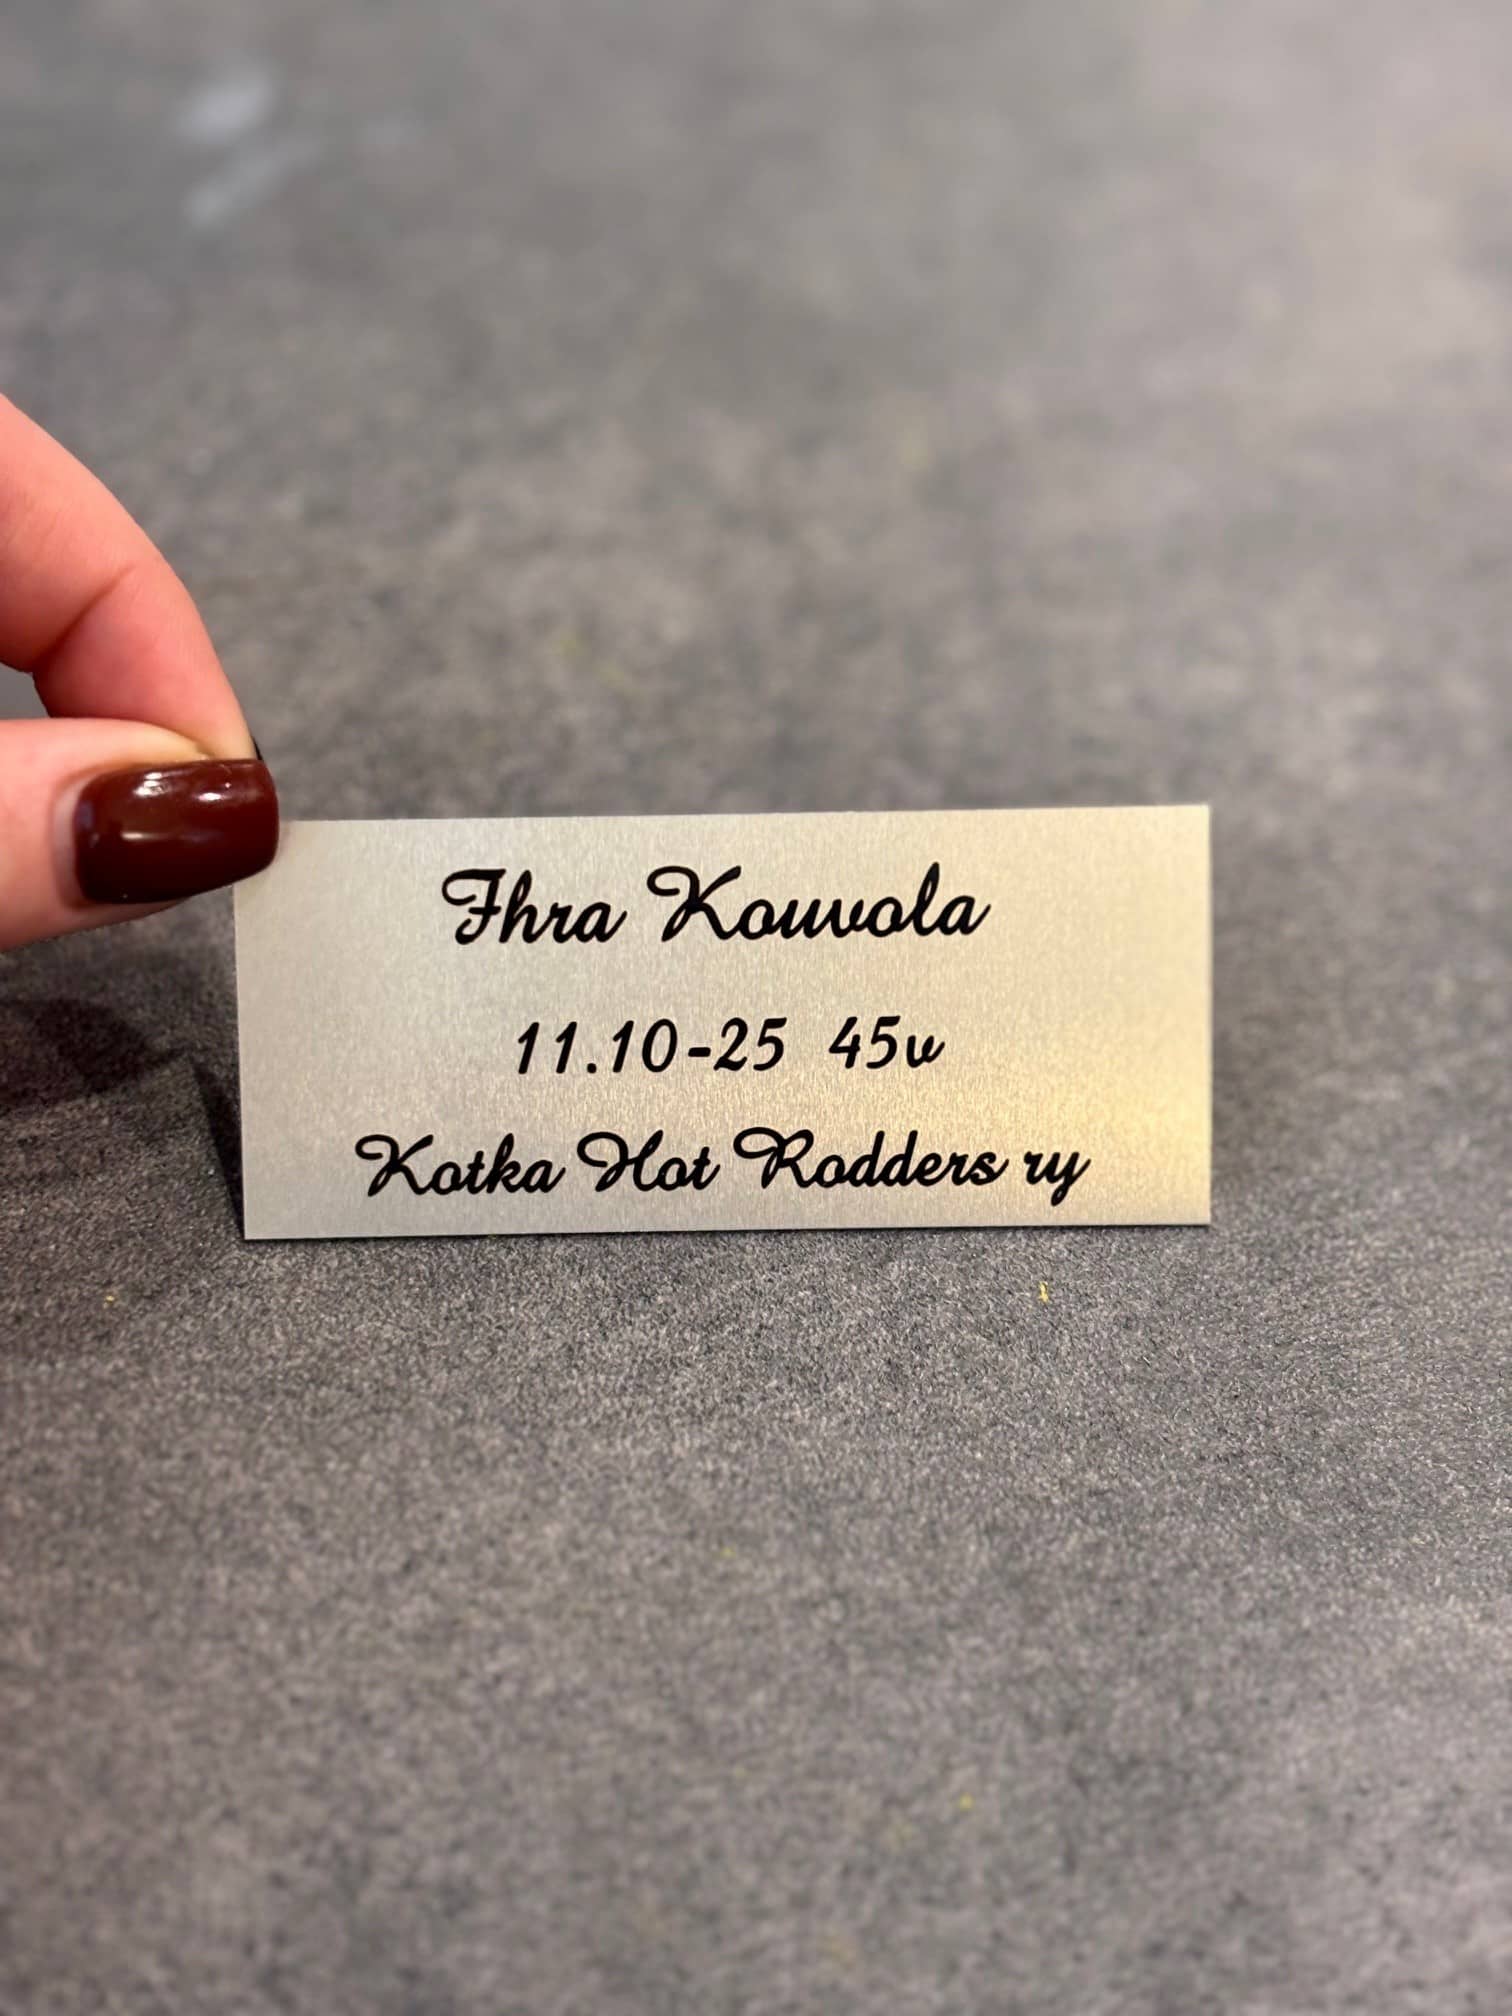 Fhra Kouvola
11.10-25 45v
Kotka Hot Rodders ry